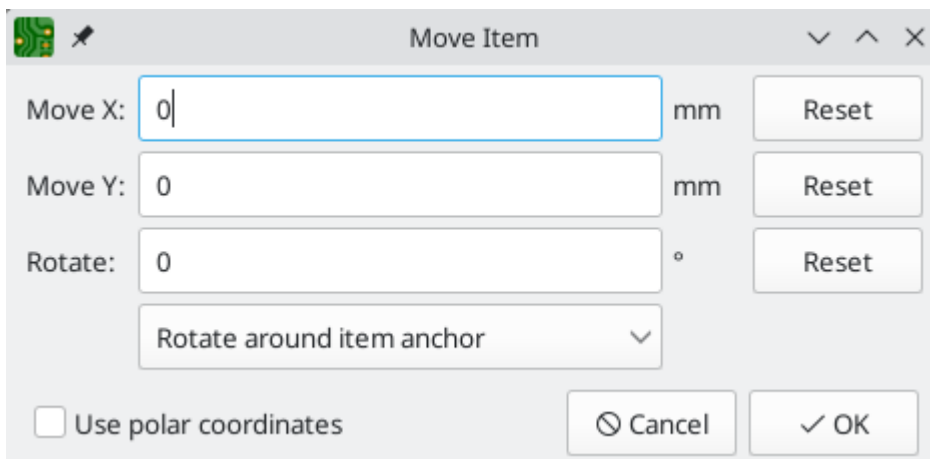 Move Item
Move X: 0 mm Reset
Move Y: 0 mm Reset
Rotate: 0 ° Reset
Rotate around item anchor
Use polar coordinates Cancel OK